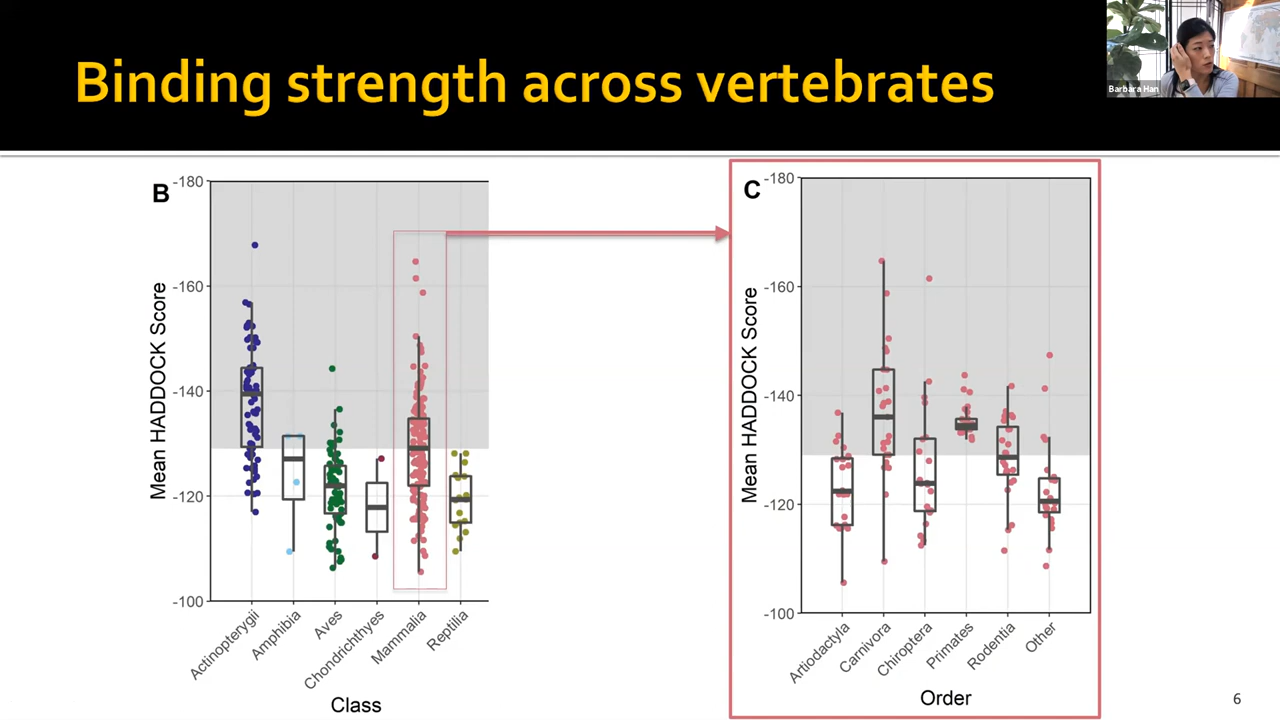 Binding strength across vertebrates
Barbara Han
B
-180
-160
-140
-120
-100
Mean HADDOCK Score
Actinopterygii
Amphibia
Aves
Chondrichthyes
Mammalia
Reptilia
Class
C
-180
-160
-140
-120
-100
Mean HADDOCK Score
Artiodactyla
Carnivora
Chiroptera
Primates
Rodentia
Other
Order
6